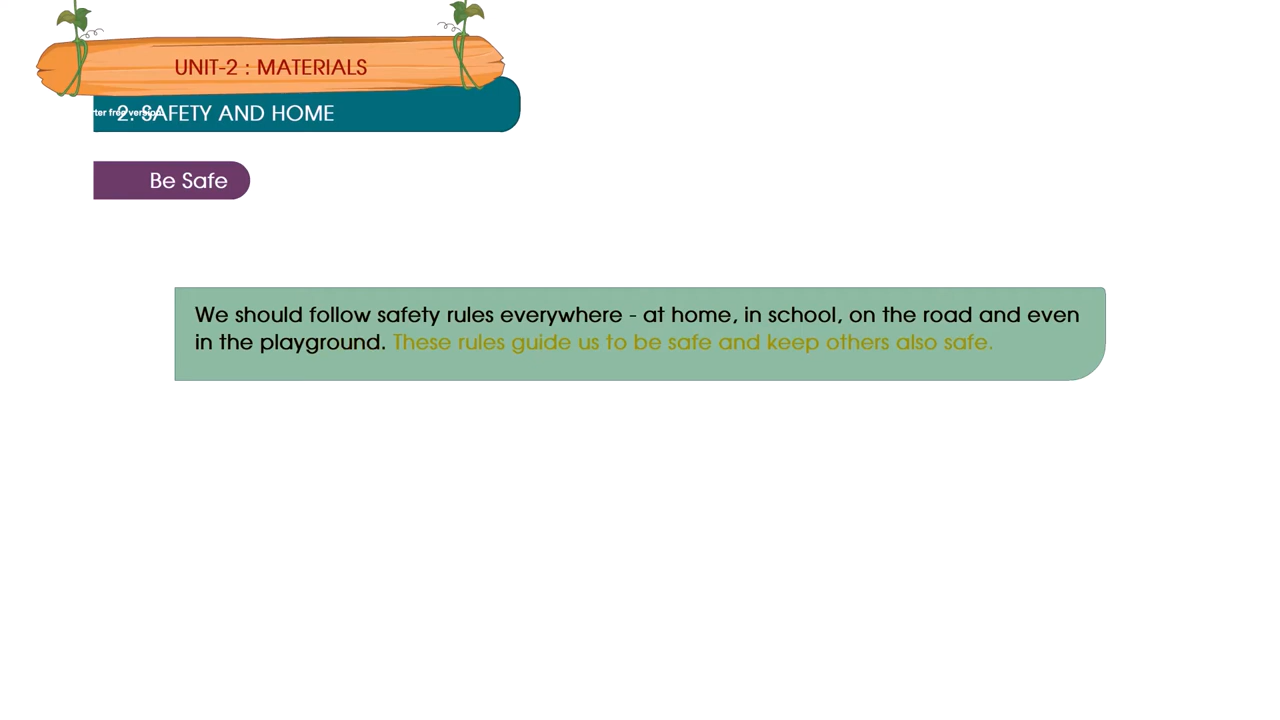 UNIT-2 : MATERIALS
2. SAFETY AND HOME
free version
Be Safe
We should follow safety rules everywhere - at home, in school, on the road and even
in the playground. These rules guide us to be safe and keep others also safe.